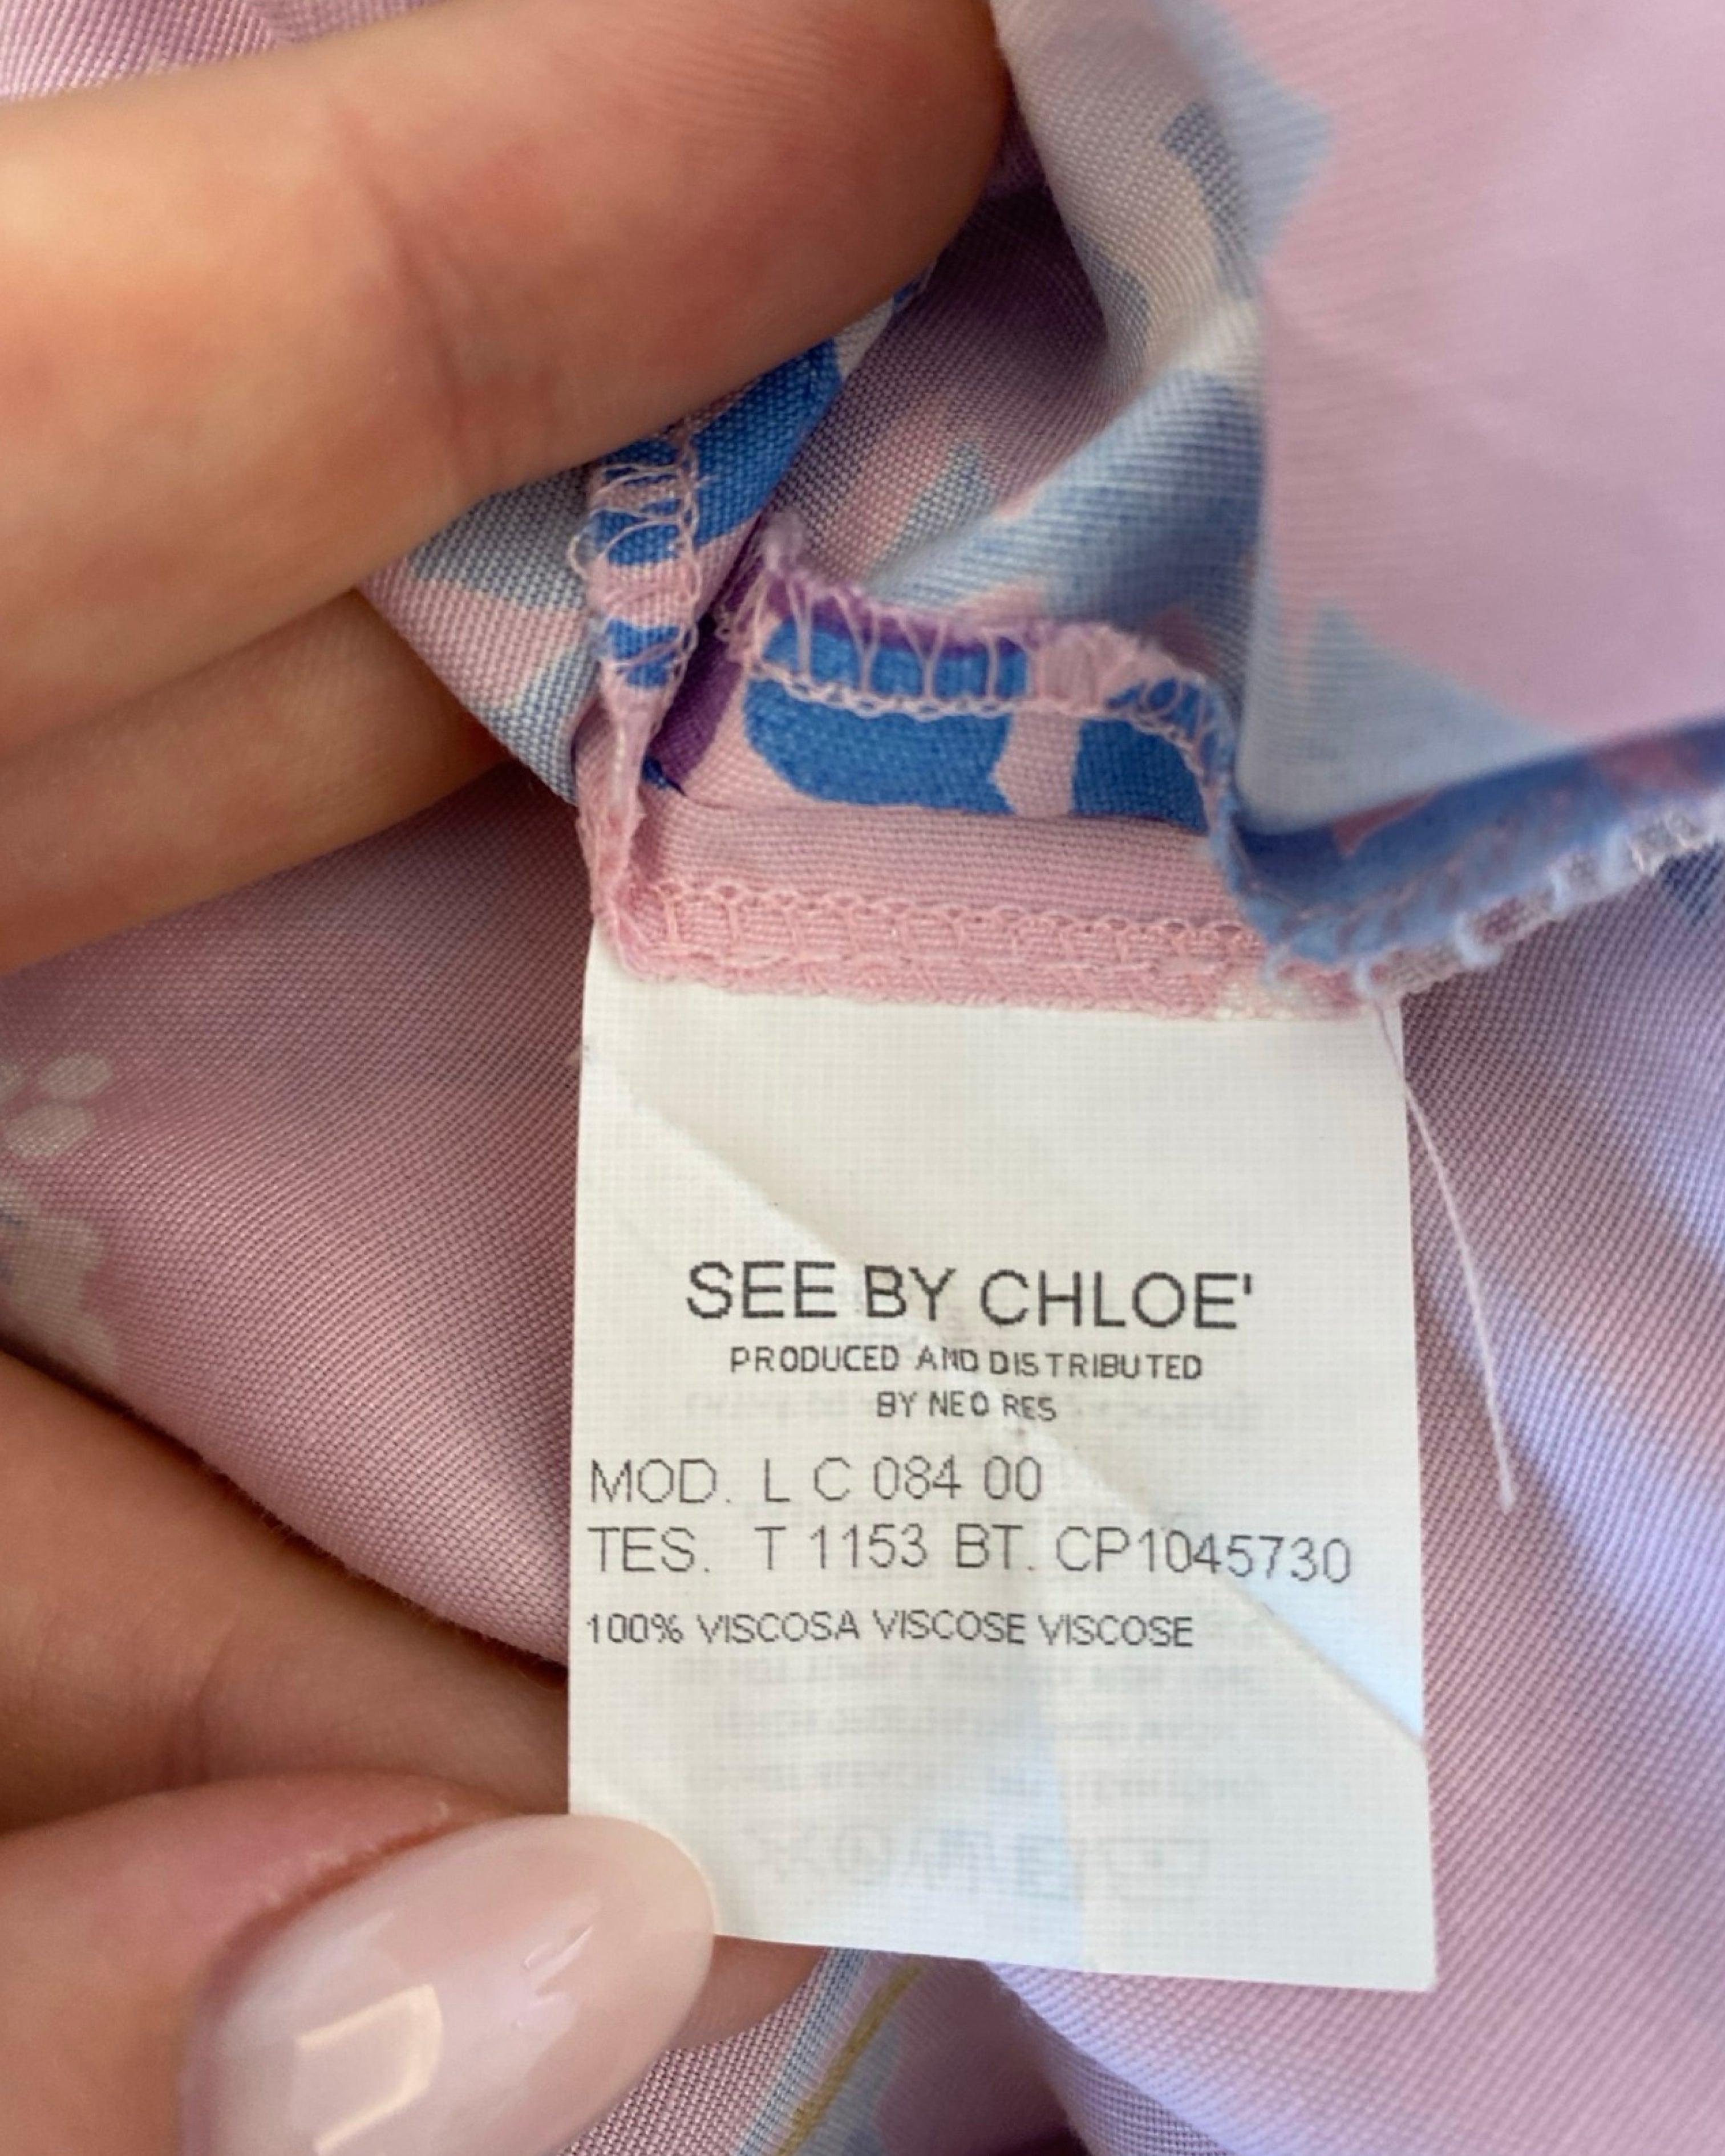 SEE BY CHLOE'
PRODUCED AND DISTRIBUTED
BY NEO RES
MOD. L C 084 00
TES. T 1153 BT. CP1045730
100% VISCOSA VISCOSE VISCOSE